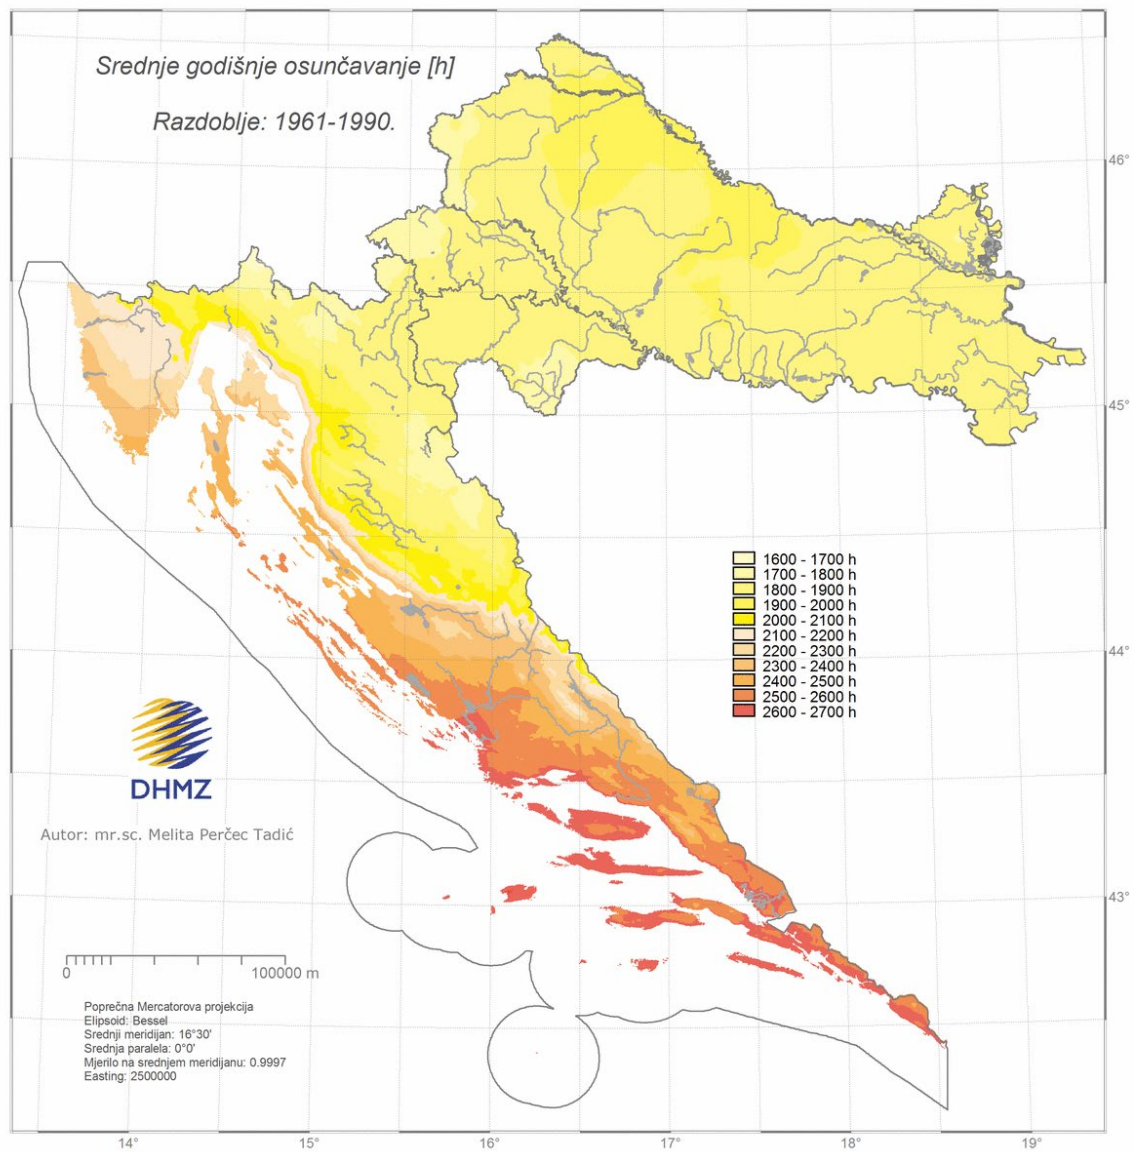 Srednje godišnje osunčavanje [h]
Razdoblje: 1961-1990.
46°
45°
1600 - 1700 h
1700 - 1800 h
1800 - 1900 h
1900 - 2000 h
2000 - 2100 h
2100 - 2200 h
2200 - 2300 h
2300 - 2400 h
2400 - 2500 h
2500 - 2600 h
2600 - 2700 h
44°
DHMZ
Autor: mr.sc. Melita Perčec Tadić
43°
0 100000 m
Poprečna Mercatorova projekcija
Elipsoid: Bessel
Srednji meridijan: 16°30'
Srednja paralela: 0°0'
Mjerilo na srednjem meridijanu: 0.9997
Easting: 2500000
14° 15° 16° 17° 18° 19°